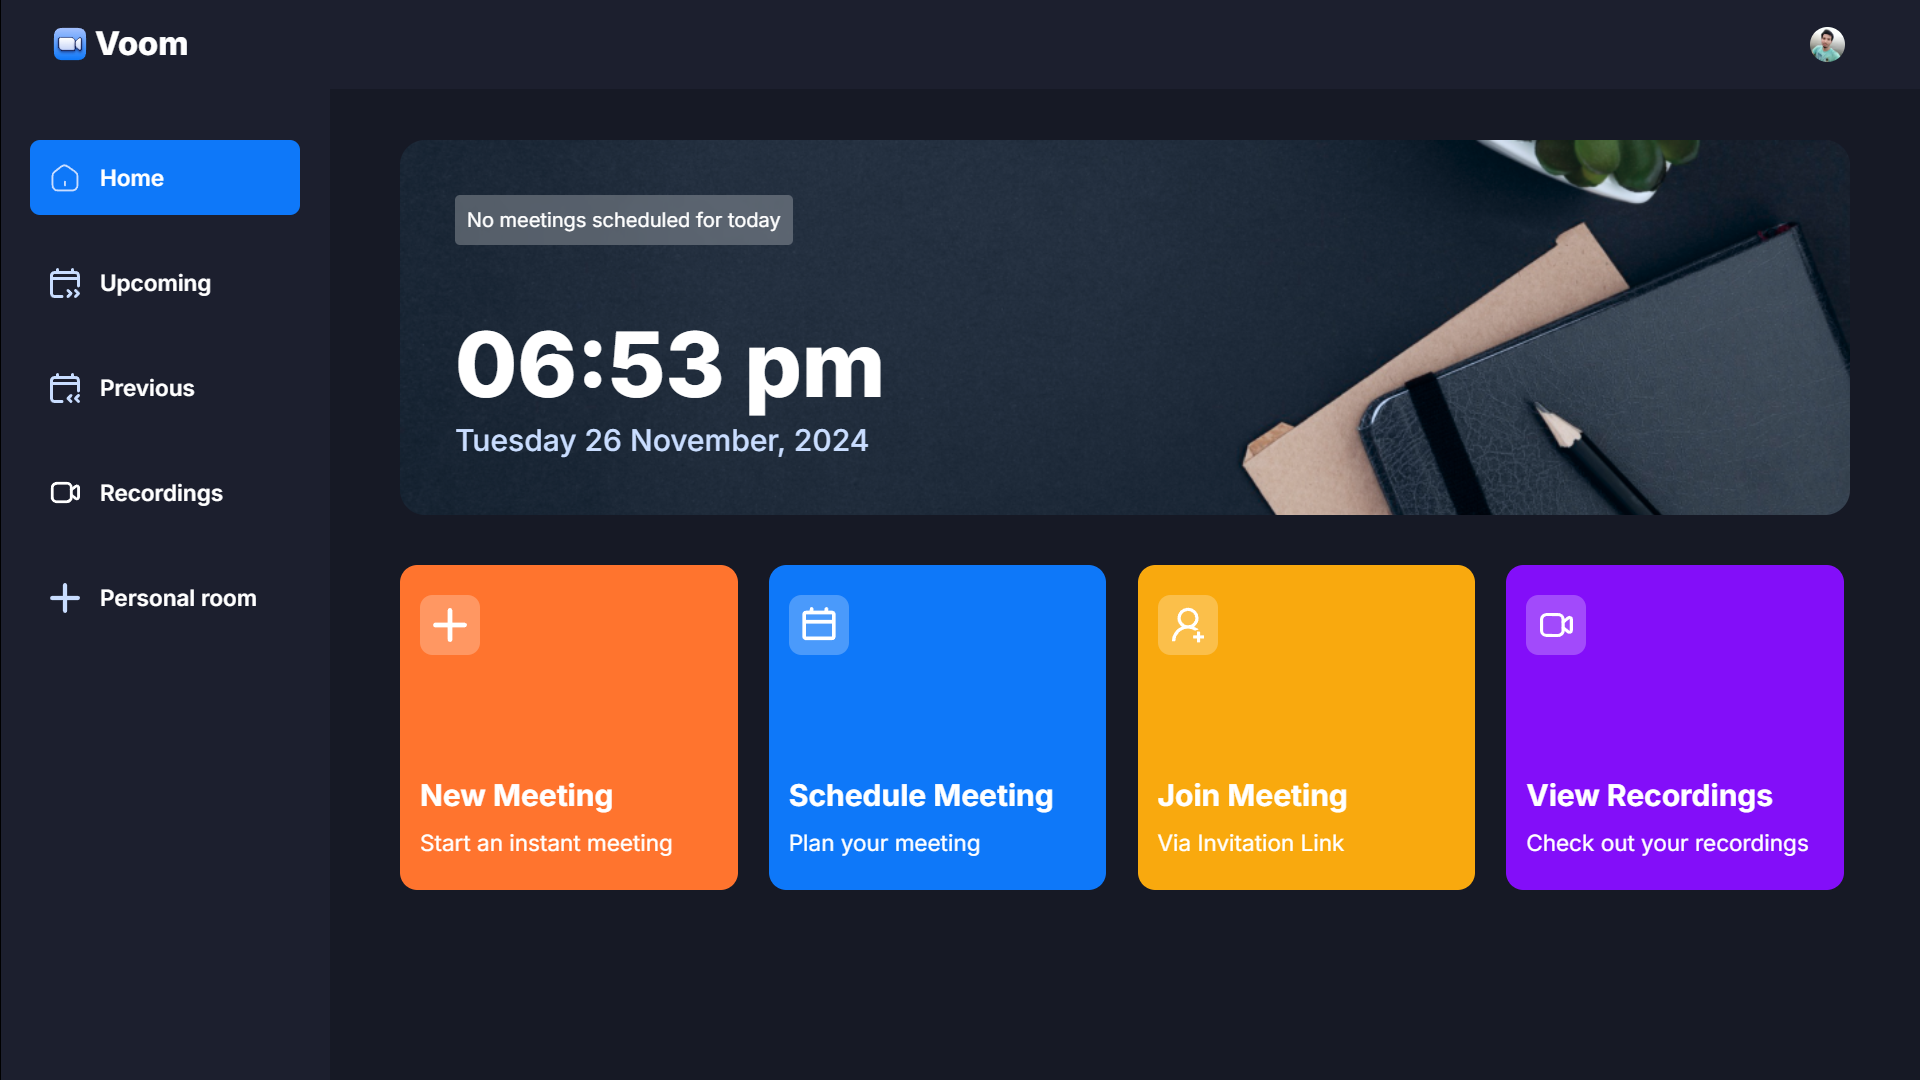 Voom
Home
Upcoming
Previous
Recordings
Personal room
No meetings scheduled for today
06:53 pm
Tuesday 26 November, 2024
New Meeting
Start an instant meeting
Schedule Meeting
Plan your meeting
Join Meeting
Via Invitation Link
View Recordings
Check out your recordings